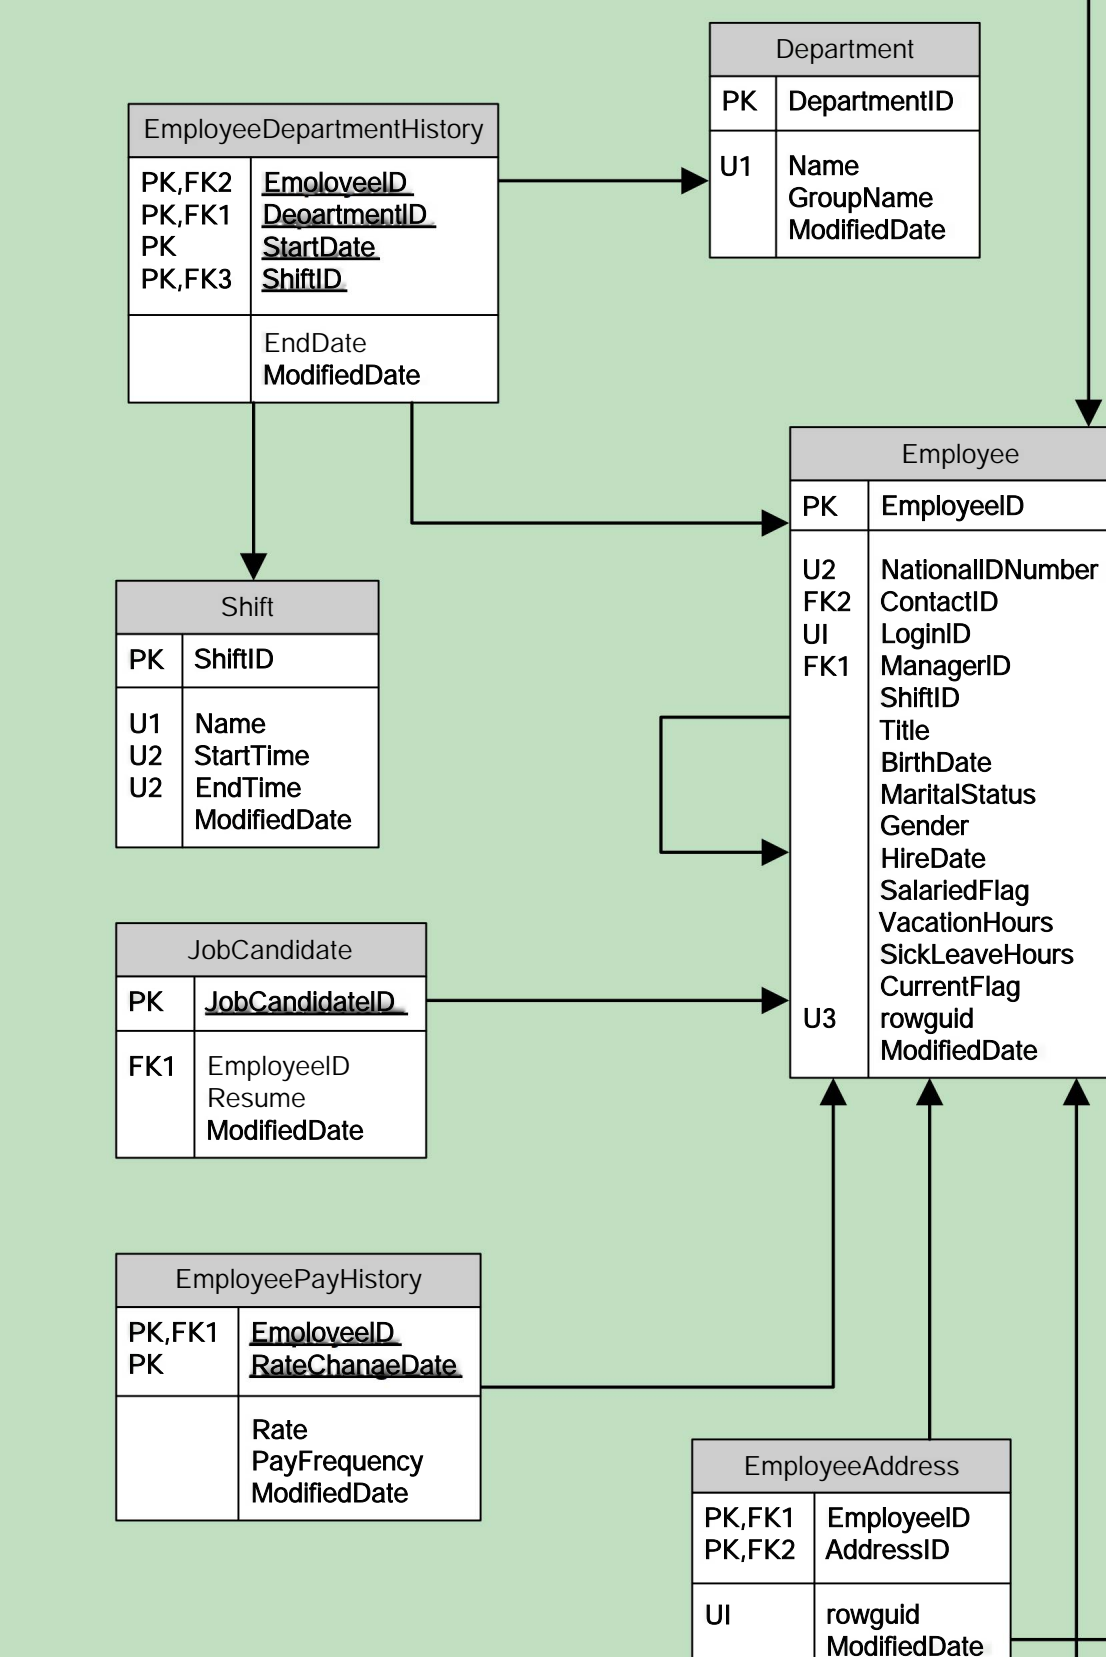 Department
PK DepartmentID
U1 Name
GroupName
ModifiedDate
EmployeeDepartmentHistory
PK,FK2 EmployeeID
PK,FK1 DepartmentID
PK StartDate
PK,FK3 ShiftID
EndDate
ModifiedDate
Employee
PK EmployeeID
U2 NationalIDNumber
FK2 ContactID
UI LoginID
FK1 ManagerID
ShiftID
Title
BirthDate
MaritalStatus
Gender
HireDate
SalariedFlag
VacationHours
SickLeaveHours
CurrentFlag
U3 rowguid
ModifiedDate
Shift
PK ShiftID
U1 Name
U2 StartTime
U2 EndTime
ModifiedDate
JobCandidate
PK JobCandidateID
FK1 EmployeeID
Resume
ModifiedDate
EmployeePayHistory
PK,FK1 EmployeeID
PK RateChangeDate
Rate
PayFrequency
ModifiedDate
EmployeeAddress
PK,FK1 EmployeeID
PK,FK2 AddressID
UI rowguid
ModifiedDate